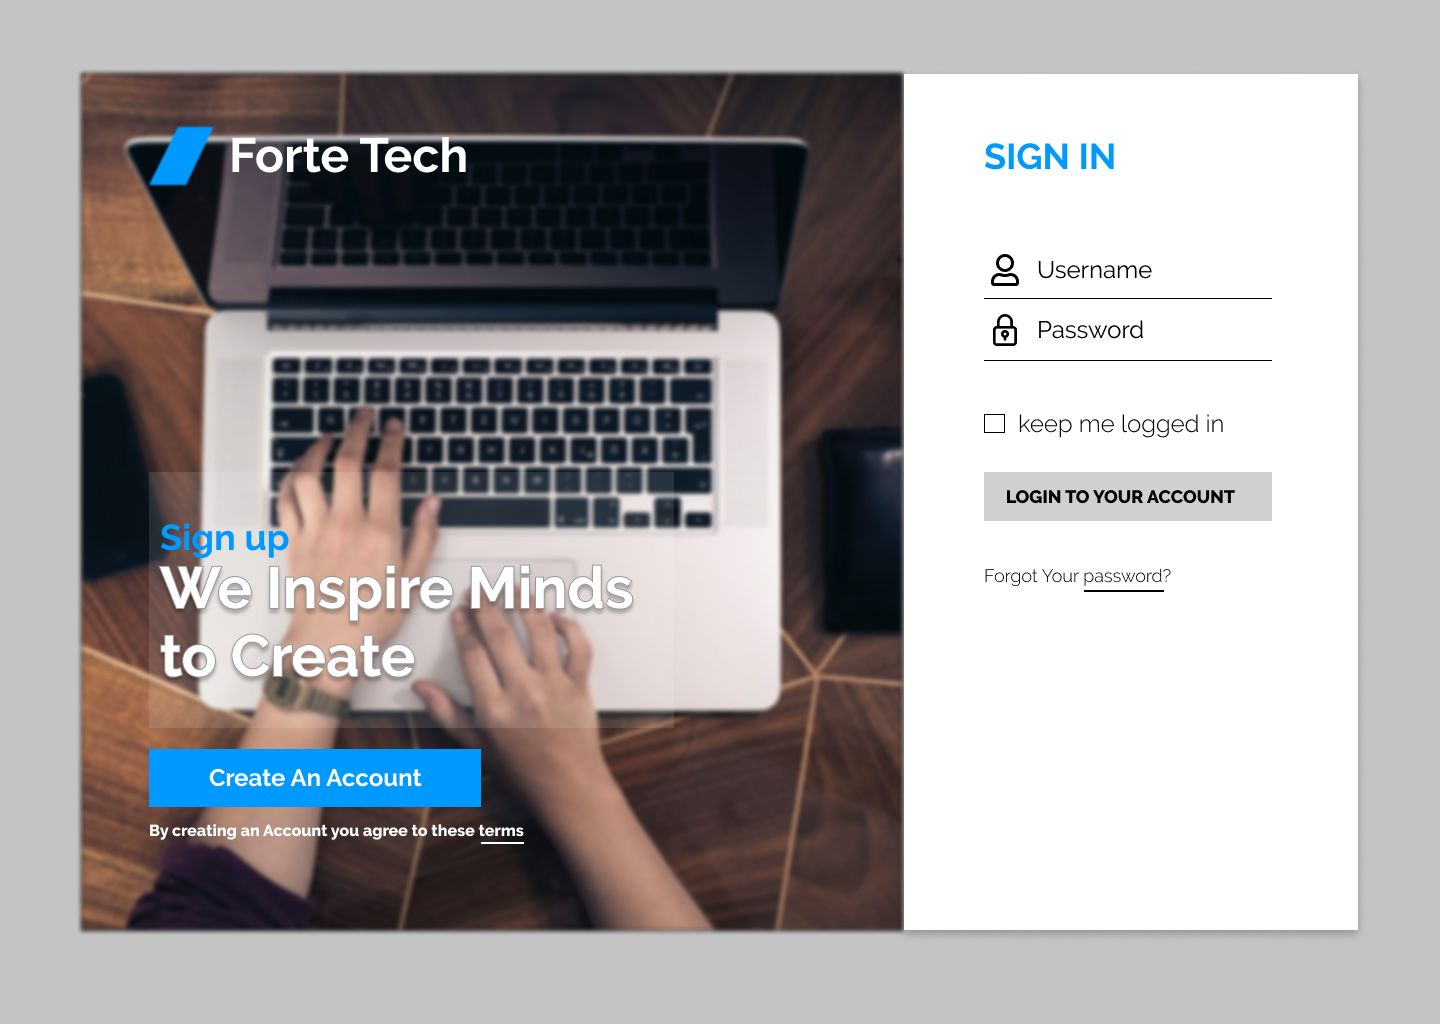 Forte Tech
Sign up
We Inspire Minds
to Create
Create An Account
By creating an Account you agree to these terms
SIGN IN
Username
Password
keep me logged in
LOGIN TO YOUR ACCOUNT
Forgot Your password?